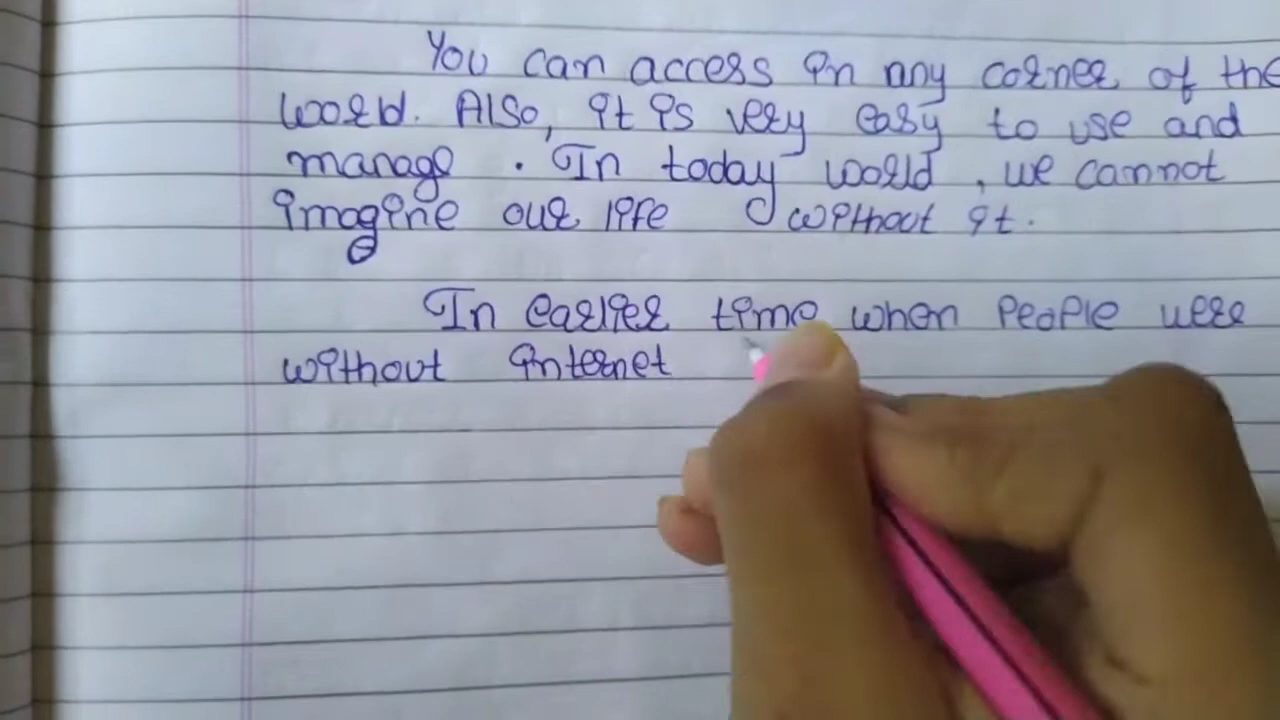 You can access in any corner of the
world. Also, it is very easy to use and
manage . In today world , we cannot
imagine our life without it.
In earlier time when people were
without internet